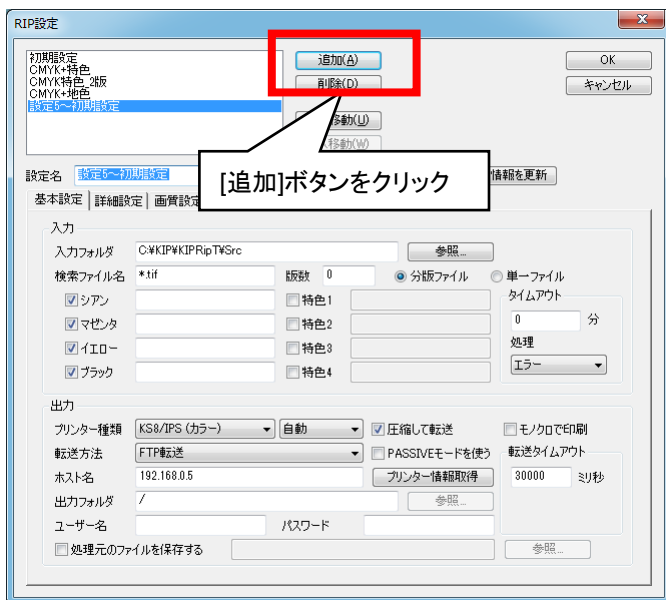 RIP設定
初期設定
CMYK+特色
CMYK特色_2版
CMYK+地色
設定5～初期設定
追加(A)
削除(D)
移動(U)
移動(W)
OK
キャンセル
[追加]ボタンをクリック
設定名 設定5～初期設定 情報を更新
基本設定 詳細設定 画質設定
入力
入力フォルダ C:¥KIP¥KIPRipT¥Src 参照...
検索ファイル名 *.tif 版数 0 分版ファイル 単一ファイル
シアン 特色1 タイムアウト
マゼンタ 特色2 0 分
イエロー 特色3 処理
ブラック 特色4 エラー
出力
プリンター種類 KS8/IPS (カラー) 自動 圧縮して転送 モノクロで印刷
転送方法 FTP転送 PASSIVEモードを使う 転送タイムアウト
ホスト名 192.168.0.5 プリンター情報取得 30000 ミリ秒
出力フォルダ / 参照...
ユーザー名 パスワード
処理元のファイルを保存する 参照...